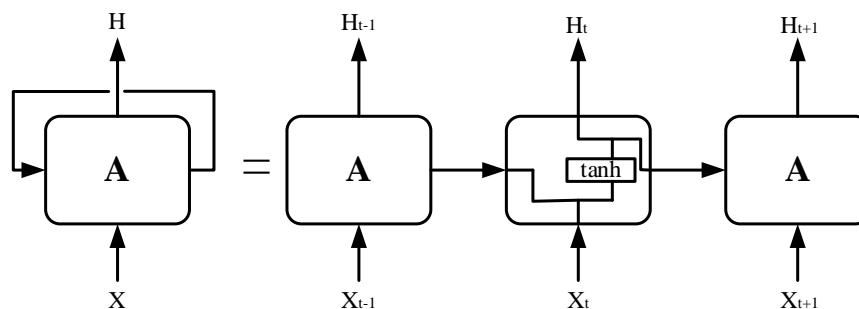 H Ht-1 Ht Ht+1
A = A tanh A
X Xt-1 Xt Xt+1